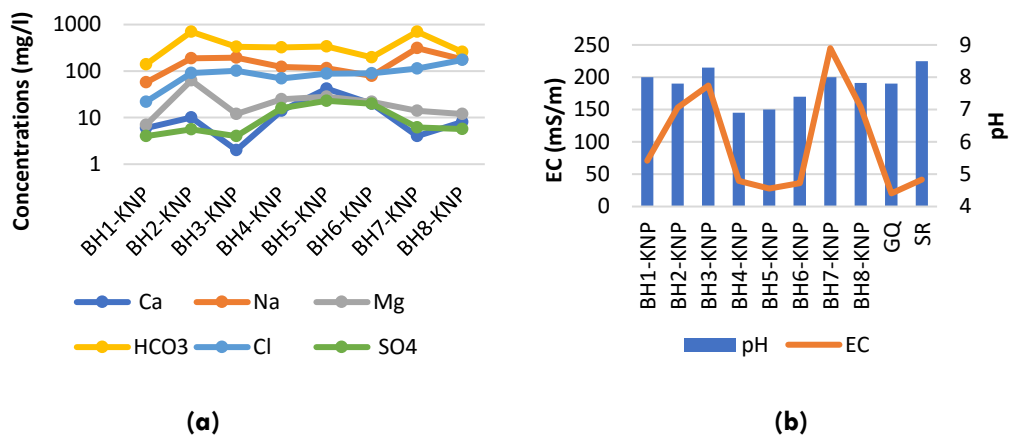 Concentrations (mg/l)
1000
100
10
1
BH1-KNP
BH2-KNP
BH3-KNP
BH4-KNP
BH5-KNP
BH6-KNP
BH7-KNP
BH8-KNP
Ca
Na
Mg
HCO3
Cl
SO4
(a)
EC (mS/m)
250
200
150
100
50
0
9
8
7
6
5
4
pH
BH1-KNP
BH2-KNP
BH3-KNP
BH4-KNP
BH5-KNP
BH6-KNP
BH7-KNP
BH8-KNP
GQ
SR
pH
EC
(b)